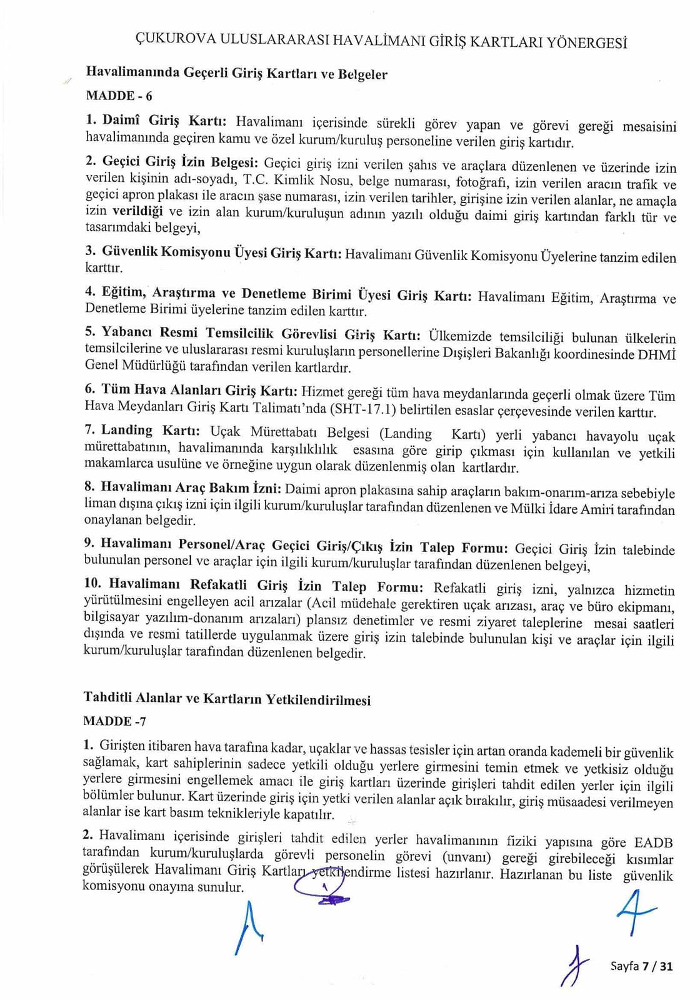 ÇUKUROVA ULUSLARARASI HAVALİMANI GİRİŞ KARTLARI YÖNERGESİ
Havalimanında Geçerli Giriş Kartları ve Belgeler
MADDE - 6
1. Daimî Giriş Kartı: Havalimanı içerisinde sürekli görev yapan ve görevi gereği mesaisini
havalimanında geçiren kamu ve özel kurum/kuruluş personeline verilen giriş kartıdır.
2. Geçici Giriş İzin Belgesi: Geçici giriş izni verilen şahıs ve araçlara düzenlenen ve üzerinde izin
verilen kişinin adı-soyadı, T.C. Kimlik Nosu, belge numarası, fotoğrafı, izin verilen aracın trafik ve
geçici apron plakası ile aracın şase numarası, izin verilen tarihler, girişine izin verilen alanlar, ne amaçla
izin verildiği ve izin alan kurum/kuruluşun adının yazılı olduğu daimi giriş kartından farklı tür ve
tasarımdaki belgeyi,
3. Güvenlik Komisyonu Üyesi Giriş Kartı: Havalimanı Güvenlik Komisyonu Üyelerine tanzim edilen
karttır.
4. Eğitim, Araştırma ve Denetleme Birimi Üyesi Giriş Kartı: Havalimanı Eğitim, Araştırma ve
Denetleme Birimi üyelerine tanzim edilen karttır.
5. Yabancı Resmi Temsilcilik Görevlisi Giriş Kartı: Ülkemizde temsilciliği bulunan ülkelerin
temsilcilerine ve uluslararası resmi kuruluşların personellerine Dışişleri Bakanlığı koordinesinde DHMİ
Genel Müdürlüğü tarafından verilen kartlardır.
6. Tüm Hava Alanları Giriş Kartı: Hizmet gereği tüm hava meydanlarında geçerli olmak üzere Tüm
Hava Meydanları Giriş Kartı Talimatı’nda (SHT-17.1) belirtilen esaslar çerçevesinde verilen karttır.
7. Landing Kartı: Uçak Mürettabatı Belgesi (Landing Kartı) yerli yabancı havayolu uçak
mürettabatının, havalimanında karşılıklılık esasına göre girip çıkması için kullanılan ve yetkili
makamlarca usulüne ve örneğine uygun olarak düzenlenmiş olan kartlardır.
8. Havalimanı Araç Bakım İzni: Daimi apron plakasına sahip araçların bakım-onarım-arıza sebebiyle
liman dışına çıkış izni için ilgili kurum/kuruluşlar tarafından düzenlenen ve Mülki İdare Amiri tarafından
onaylanan belgedir.
9. Havalimanı Personel/Araç Geçici Giriş/Çıkış İzin Talep Formu: Geçici Giriş İzin talebinde
bulunulan personel ve araçlar için ilgili kurum/kuruluşlar tarafından düzenlenen belgeyi,
10. Havalimanı Refakatli Giriş İzin Talep Formu: Refakatli giriş izni, yalnızca hizmetin
yürütülmesini engelleyen acil arızalar (Acil müdehale gerektiren uçak arızası, araç ve büro ekipmanı,
bilgisayar yazılım-donanım arızaları) plansız denetimler ve resmi ziyaret taleplerine mesai saatleri
dışında ve resmi tatillerde uygulanmak üzere giriş izin talebinde bulunulan kişi ve araçlar için ilgili
kurum/kuruluşlar tarafından düzenlenen belgedir.
Tahditli Alanlar ve Kartların Yetkilendirilmesi
MADDE -7
1. Girişten itibaren hava tarafına kadar, uçaklar ve hassas tesisler için artan oranda kademeli bir güvenlik
sağlamak, kart sahiplerinin sadece yetkili olduğu yerlere girmesini temin etmek ve yetkisiz olduğu
yerlere girmesini engellemek amacı ile giriş kartları üzerinde girişleri tahdit edilen yerler için ilgili
bölümler bulunur. Kart üzerinde giriş için yetki verilen alanlar açık bırakılır, giriş müsaadesi verilmeyen
alanlar ise kart basım teknikleriyle kapatılır.
2. Havalimanı içerisinde girişleri tahdit edilen yerler havalimanının fiziki yapısına göre EADB
tarafından kurum/kuruluşlarda görevli personelin görevi (unvanı) gereği girebileceği kısımlar
görüşülerek Havalimanı Giriş Kartları yetkilendirme listesi hazırlanır. Hazırlanan bu liste güvenlik
komisyonu onayına sunulur.
Sayfa 7 / 31